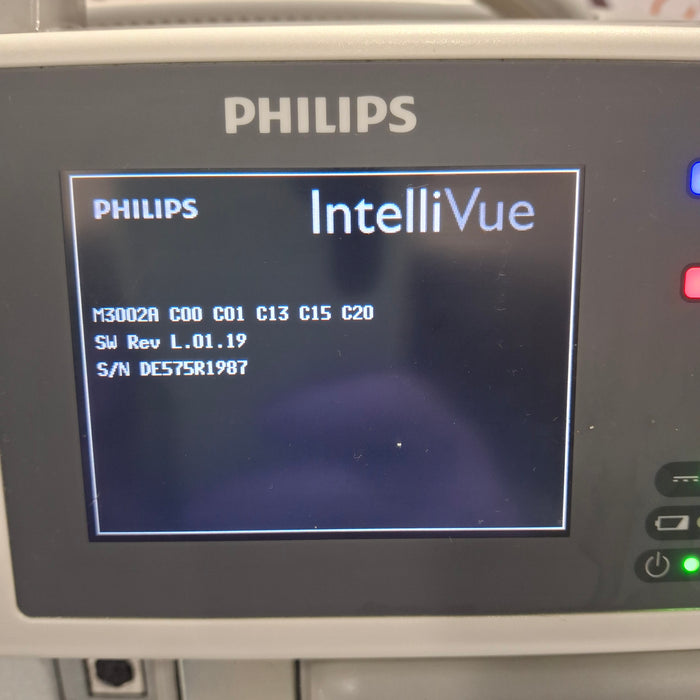 PHILIPS
PHILIPS IntelliVue
M3002A C00 C01 C13 C15 C20
SW Rev L.01.19
S/N DE575R1987